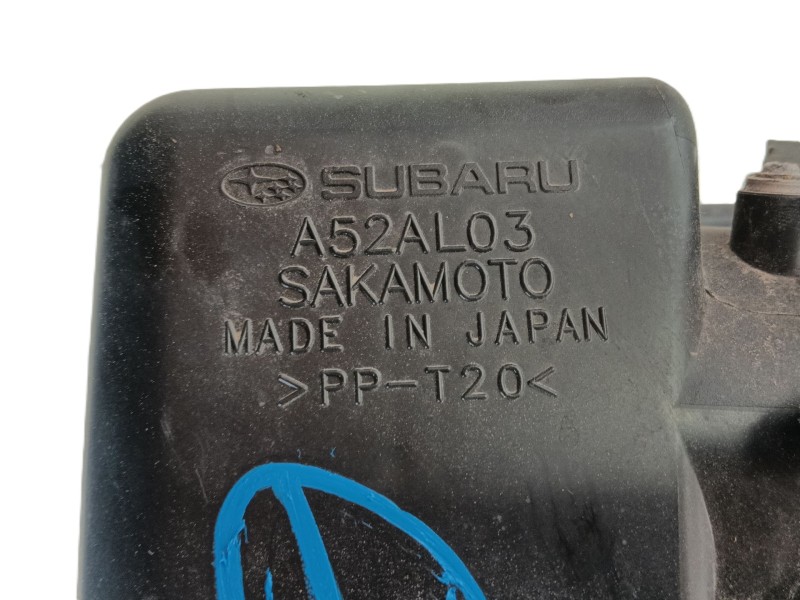 SUBARU
A52AL03
SAKAMOTO
MADE IN JAPAN
>PP-T20<